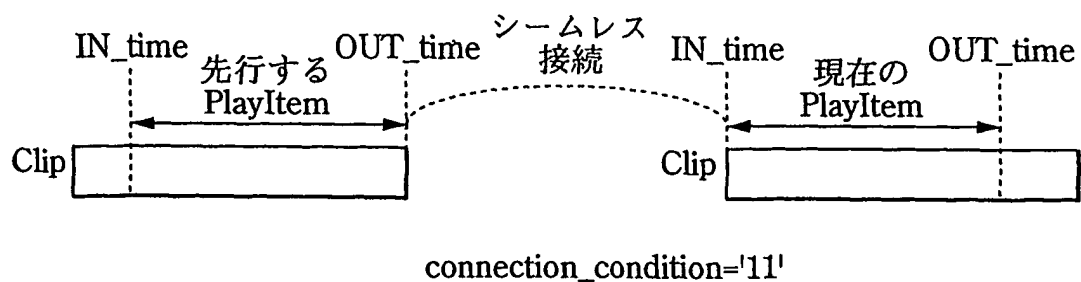 IN_time
先行する
PlayItem
OUT_time
シームレス
接続
IN_time
現在の
PlayItem
OUT_time
Clip
Clip
connection_condition='11'